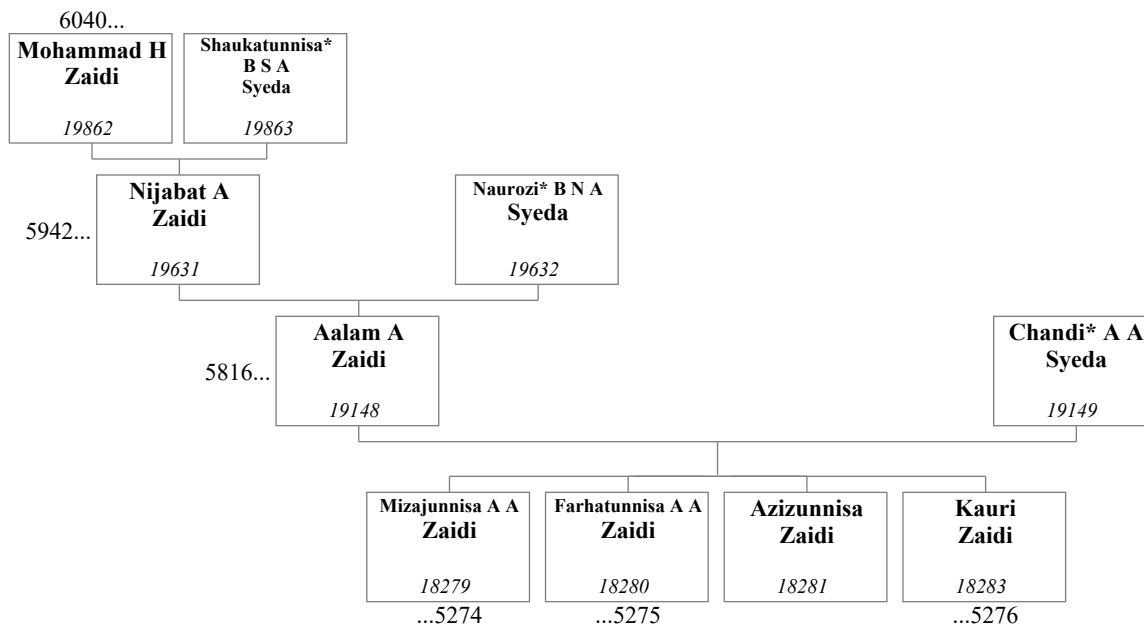 6040...
Mohammad H
Zaidi
19862
Shaukatunnisa*
B S A
Syeda
19863
5942...
Nijabat A
Zaidi
19631
Naurozi* B N A
Syeda
19632
5816...
Aalam A
Zaidi
19148
Chandi* A A
Syeda
19149
Mizajunnisa A A
Zaidi
18279
...5274
Farhatunnisa A A
Zaidi
18280
...5275
Azizunnisa
Zaidi
18281
Kauri
Zaidi
18283
...5276